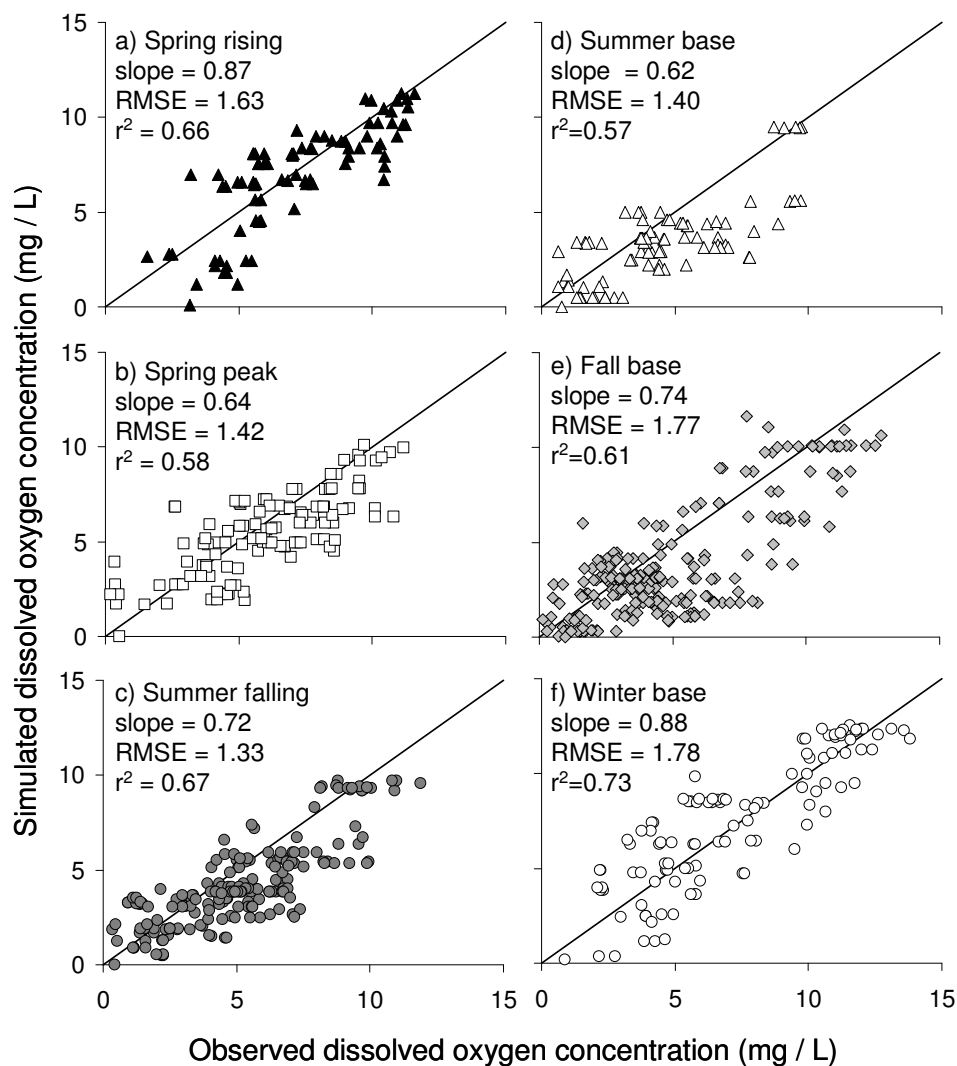 Simulated dissolved oxygen concentration (mg / L)
15
10
5
0
a) Spring rising
slope = 0.87
RMSE = 1.63
r² = 0.66
0 5 10 15
d) Summer base
slope = 0.62
RMSE = 1.40
r²=0.57
15
10
5
0
b) Spring peak
slope = 0.64
RMSE = 1.42
r² = 0.58
e) Fall base
slope = 0.74
RMSE = 1.77
r²=0.61
15
10
5
0
0 5 10 15
c) Summer falling
slope = 0.72
RMSE = 1.33
r² = 0.67
f) Winter base
slope = 0.88
RMSE = 1.78
r²=0.73
0 5 10 15
Observed dissolved oxygen concentration (mg / L)